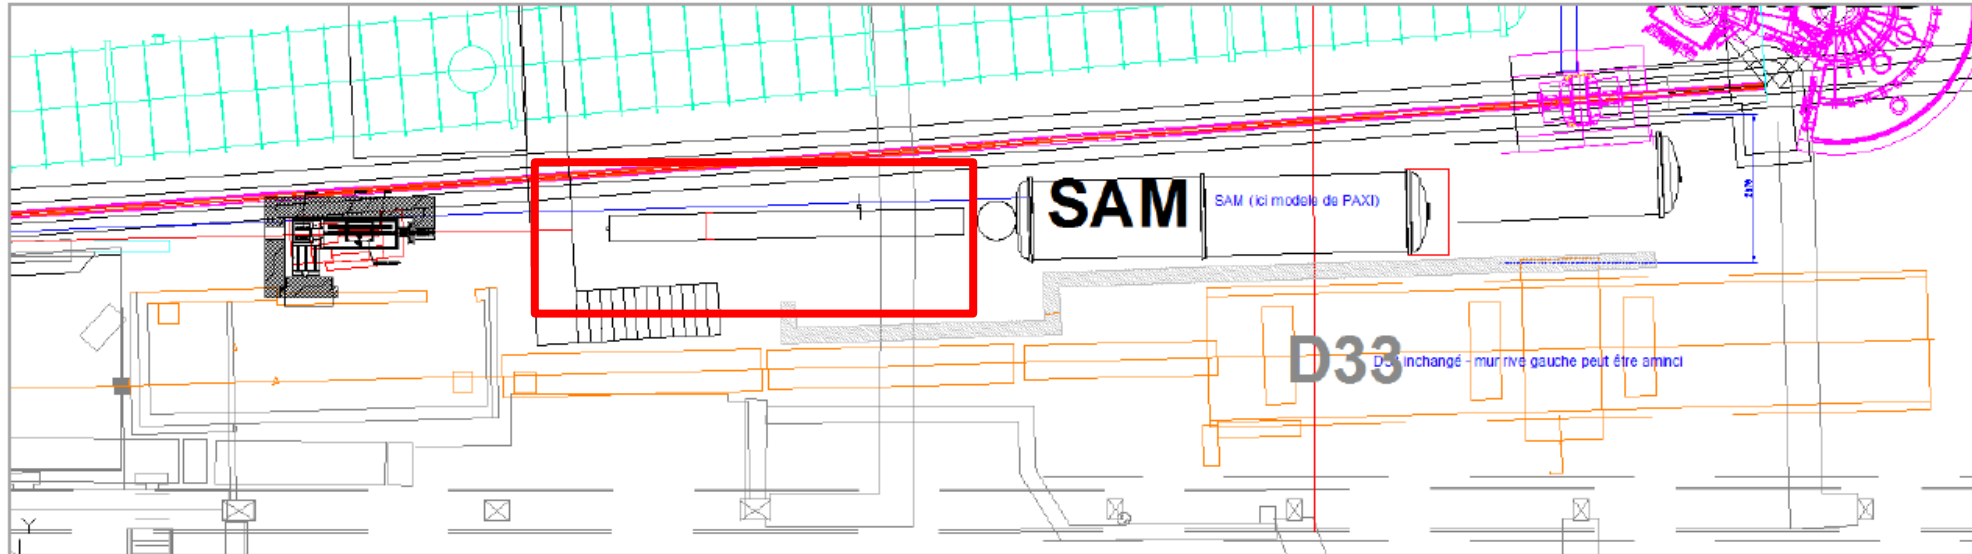 SAM
SAM (ici modele de PAXI)
D33
inchangé - mur rive gauche peut être aminci
Y